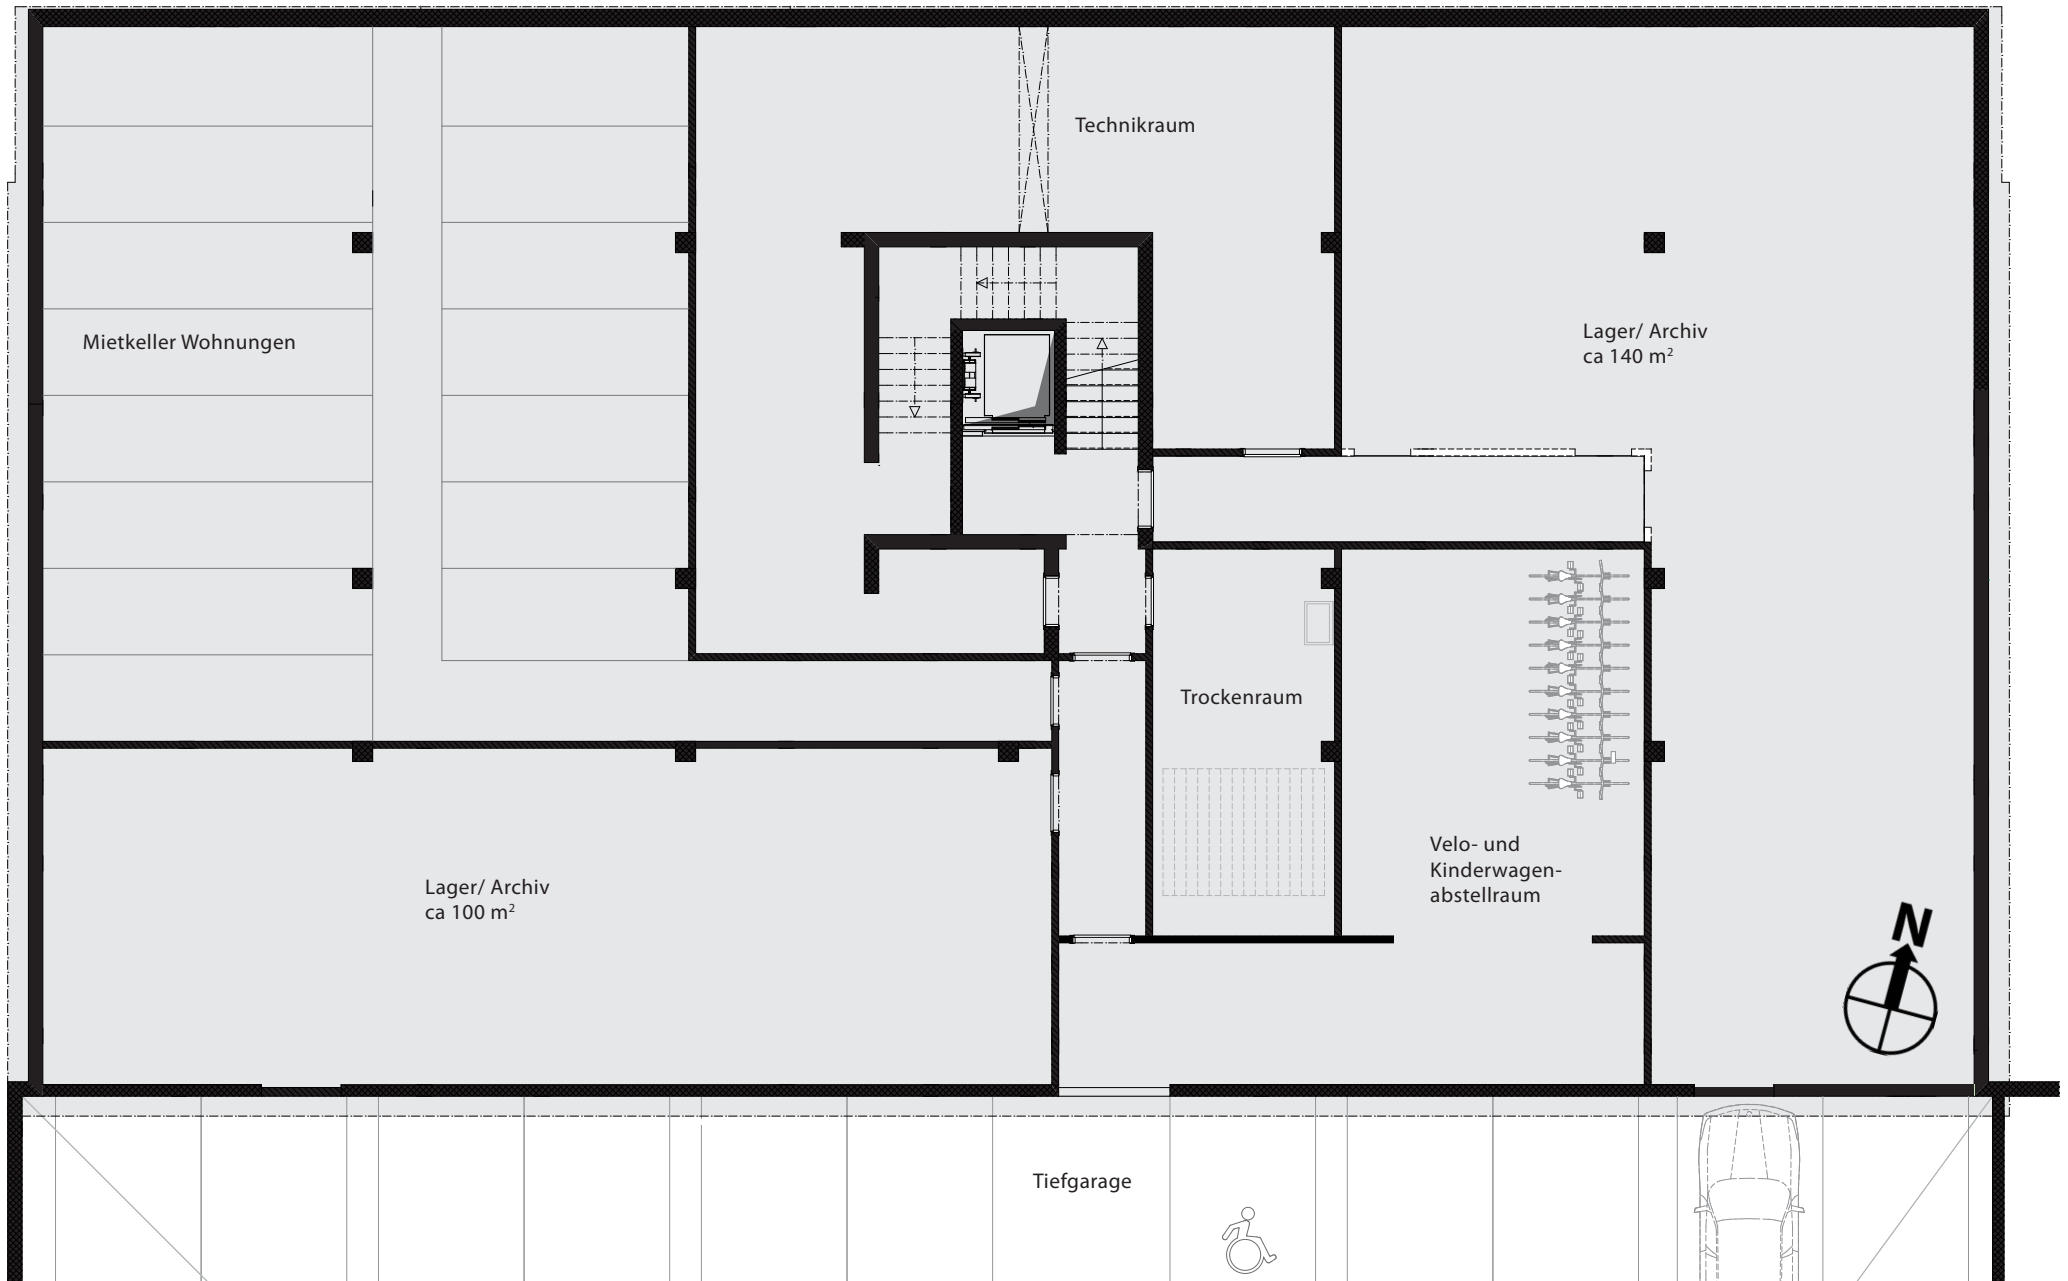 Technikraum
Mietkeller Wohnungen
Lager/ Archiv
ca 140 m²
Trockenraum
Velo- und
Kinderwagen-
abstellraum
Lager/ Archiv
ca 100 m²
N
Tiefgarage